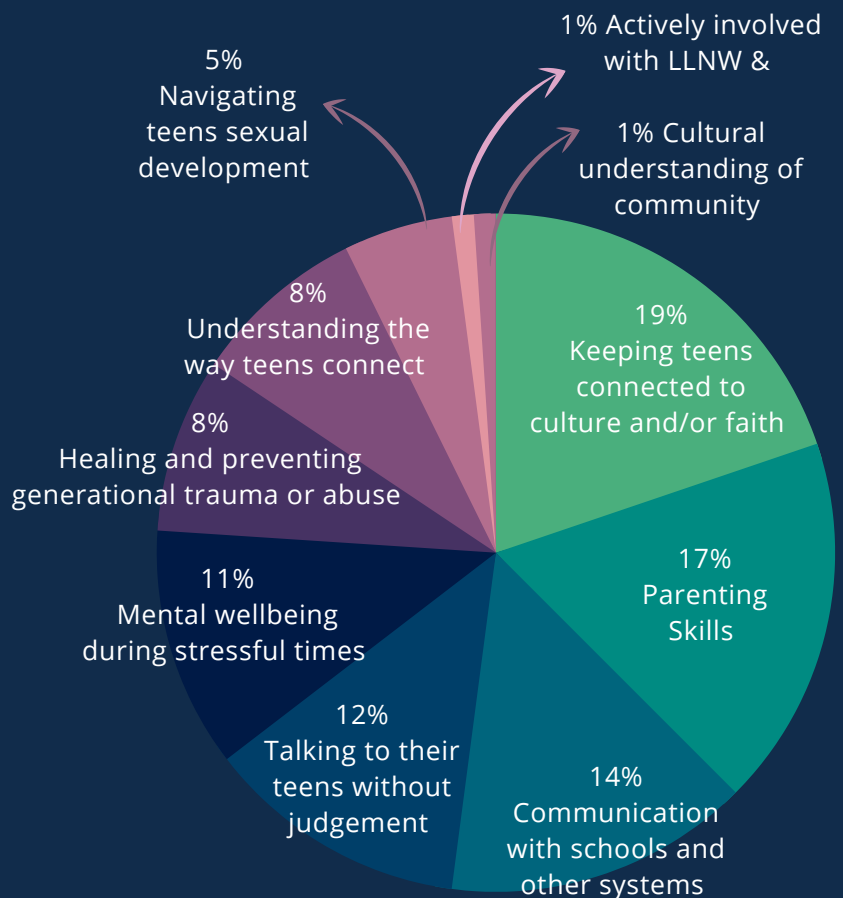 1% Actively involved
with LLNW &
5%
Navigating
teens sexual
development
1% Cultural
understanding of
community
19%
Keeping teens
connected to
culture and/or faith
8%
Understanding the
way teens connect
8%
Healing and preventing
generational trauma or abuse
17%
Parenting
Skills
11%
Mental wellbeing
during stressful times
12%
Talking to their
teens without
judgement
14%
Communication
with schools and
other systems